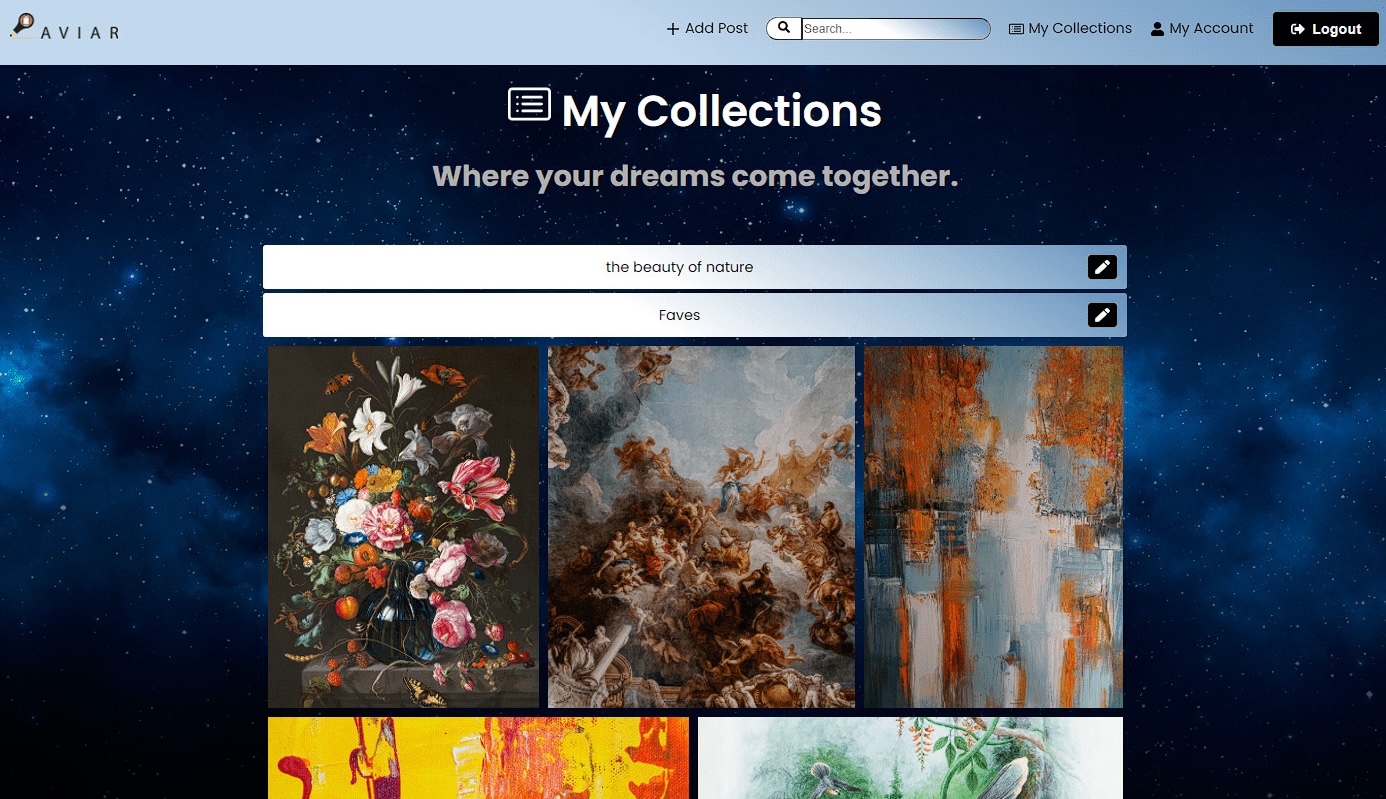 AVIAR
Add Post
Search...
My Collections
My Account
Logout
My Collections
Where your dreams come together.
the beauty of nature
Faves